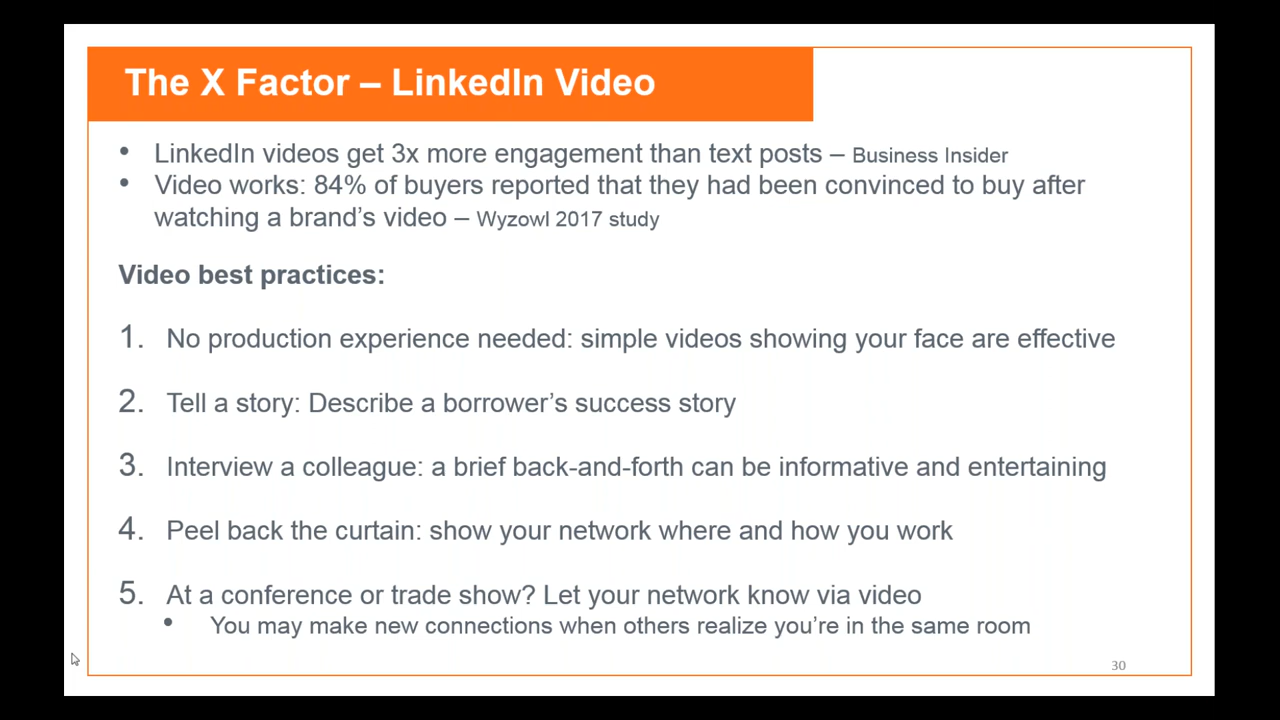 The X Factor – LinkedIn Video
• LinkedIn videos get 3x more engagement than text posts – Business Insider
• Video works: 84% of buyers reported that they had been convinced to buy after
watching a brand’s video – Wyzowl 2017 study
Video best practices:
1. No production experience needed: simple videos showing your face are effective
2. Tell a story: Describe a borrower’s success story
3. Interview a colleague: a brief back-and-forth can be informative and entertaining
4. Peel back the curtain: show your network where and how you work
5. At a conference or trade show? Let your network know via video
• You may make new connections when others realize you’re in the same room
30